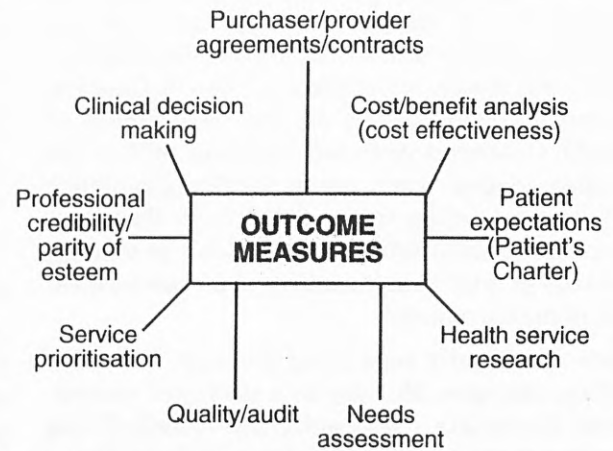 Purchaser/provider
agreements/contracts
Clinical decision
making
Cost/benefit analysis
(cost effectiveness)
Professional
credibility/
parity of
esteem
OUTCOME
MEASURES
Patient
expectations
(Patient's
Charter)
Service
prioritisation
Health service
research
Quality/audit
Needs
assessment